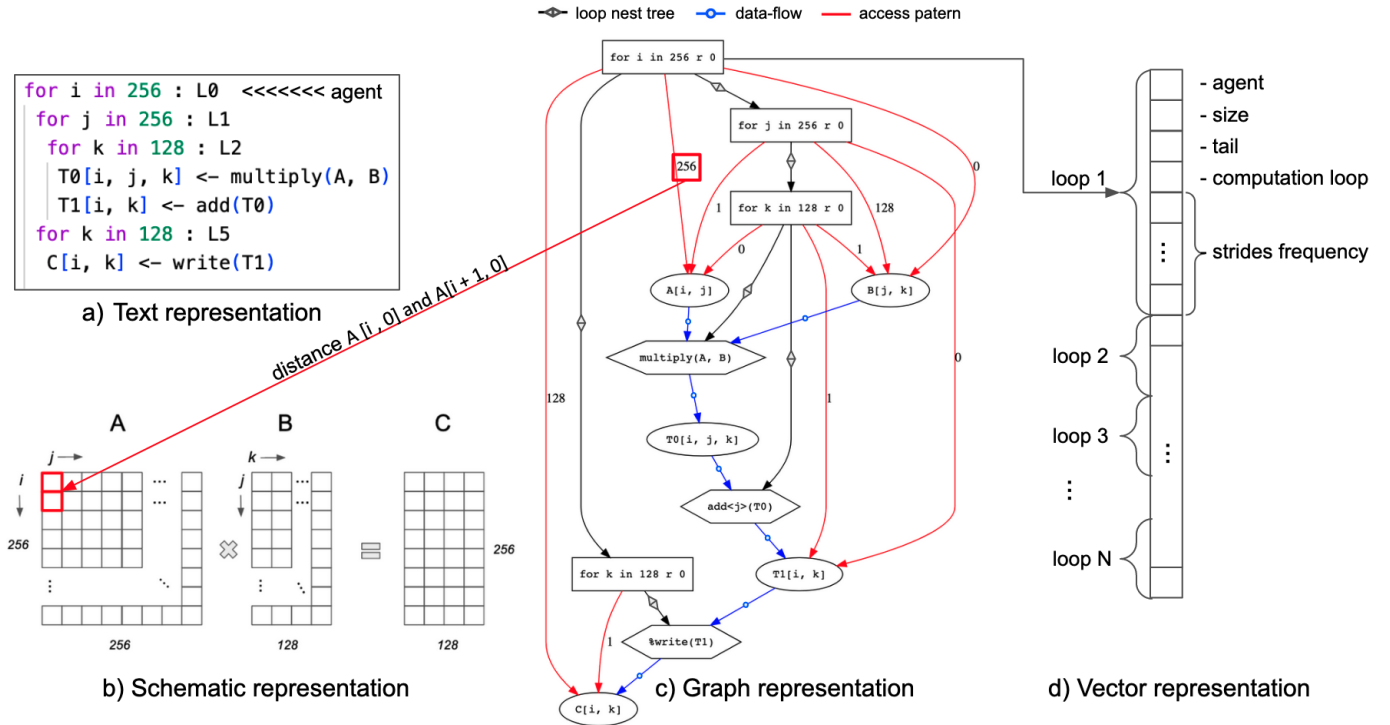 loop nest tree data-flow access patern
for i in 256 : L0 <<<<<<< agent
for j in 256 : L1
for k in 128 : L2
T0[i, j, k] <- multiply(A, B)
T1[i, k] <- add(T0)
for k in 128 : L5
C[i, k] <- write(T1)
a) Text representation
distance A [i , 0] and A[i + 1, 0]
A B C
j
i
256
256
k
j
128
256
128
b) Schematic representation
for i in 256 r 0
for j in 256 r 0
256
0
1
128
for k in 128 r 0
0
1
A[i, j]
B[j, k]
multiply(A, B)
0
128
1
T0[i, j, k]
add<j>(T0)
for k in 128 r 0
T1[i, k]
1
%write(T1)
C[i, k]
c) Graph representation
loop 1
- agent
- size
- tail
- computation loop
strides frequency
loop 2
loop 3
loop N
d) Vector representation